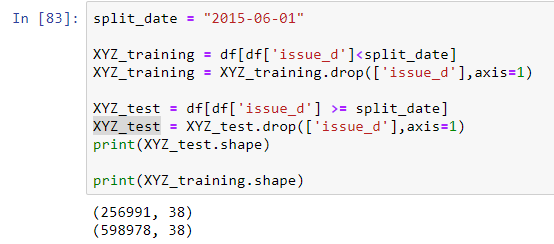 In [83]: split_date = "2015-06-01"
XYZ_training = df[df['issue_d']<split_date]
XYZ_training = XYZ_training.drop(['issue_d'],axis=1)
XYZ_test = df[df['issue_d'] >= split_date]
XYZ_test = XYZ_test.drop(['issue_d'],axis=1)
print(XYZ_test.shape)
print(XYZ_training.shape)
(256991, 38)
(598978, 38)